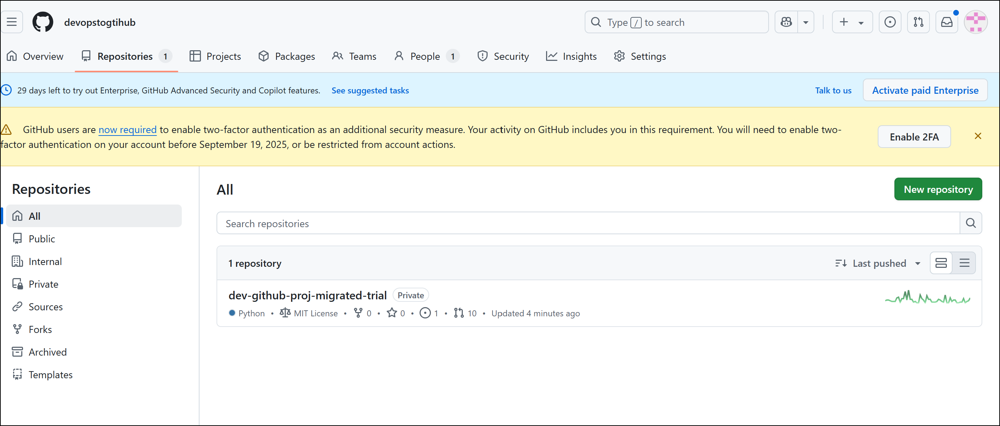 devopstogtihub
Type / to search
Overview
Repositories 1
Projects
Packages
Teams
People 1
Security
Insights
Settings
29 days left to try out Enterprise, GitHub Advanced Security and Copilot features. See suggested tasks
Talk to us
Activate paid Enterprise
GitHub users are now required to enable two-factor authentication as an additional security measure. Your activity on GitHub includes you in this requirement. You will need to enable two-
factor authentication on your account before September 19, 2025, or be restricted from account actions.
Enable 2FA
Repositories
All
Public
Internal
Private
Sources
Forks
Archived
Templates
All
New repository
Search repositories
1 repository
Last pushed
dev-github-proj-migrated-trial Private
Python • MIT License • 0 • 0 • 1 • 10 • Updated 4 minutes ago